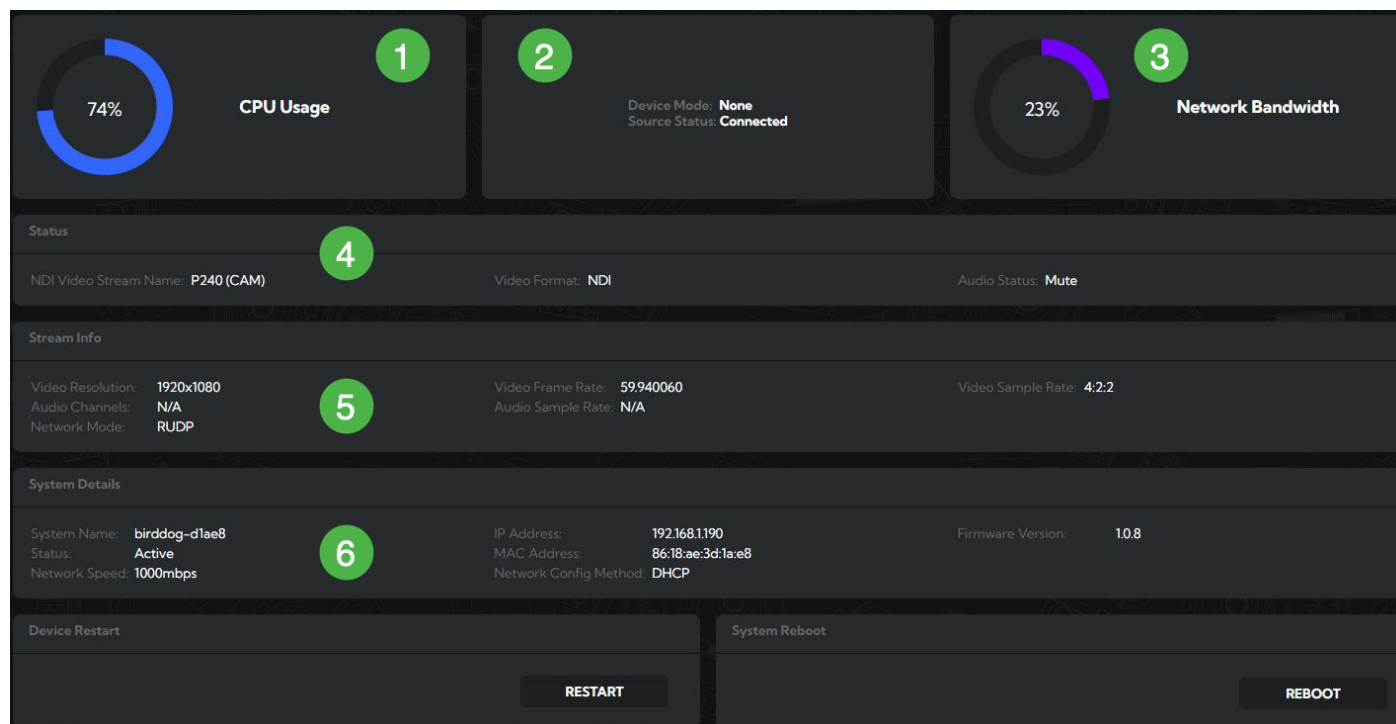 1
74%
CPU Usage
2
Device Mode: None
Source Status: Connected
3
23%
Network Bandwidth
Status
4
NDI Video Stream Name: P240 (CAM)
Video Format: NDI
Audio Status: Mute
Stream Info
5
Video Resolution: 1920x1080
Audio Channels: N/A
Network Mode: RUDP
Video Frame Rate: 59.940060
Audio Sample Rate: N/A
Video Sample Rate: 4:2:2
System Details
6
System Name: birddog-d1ae8
Status: Active
Network Speed: 1000mbps
IP Address: 192.168.1.190
MAC Address: 86:18:ae:3d:1a:e8
Network Config Method: DHCP
Firmware Version: 1.0.8
Device Restart
RESTART
System Reboot
REBOOT